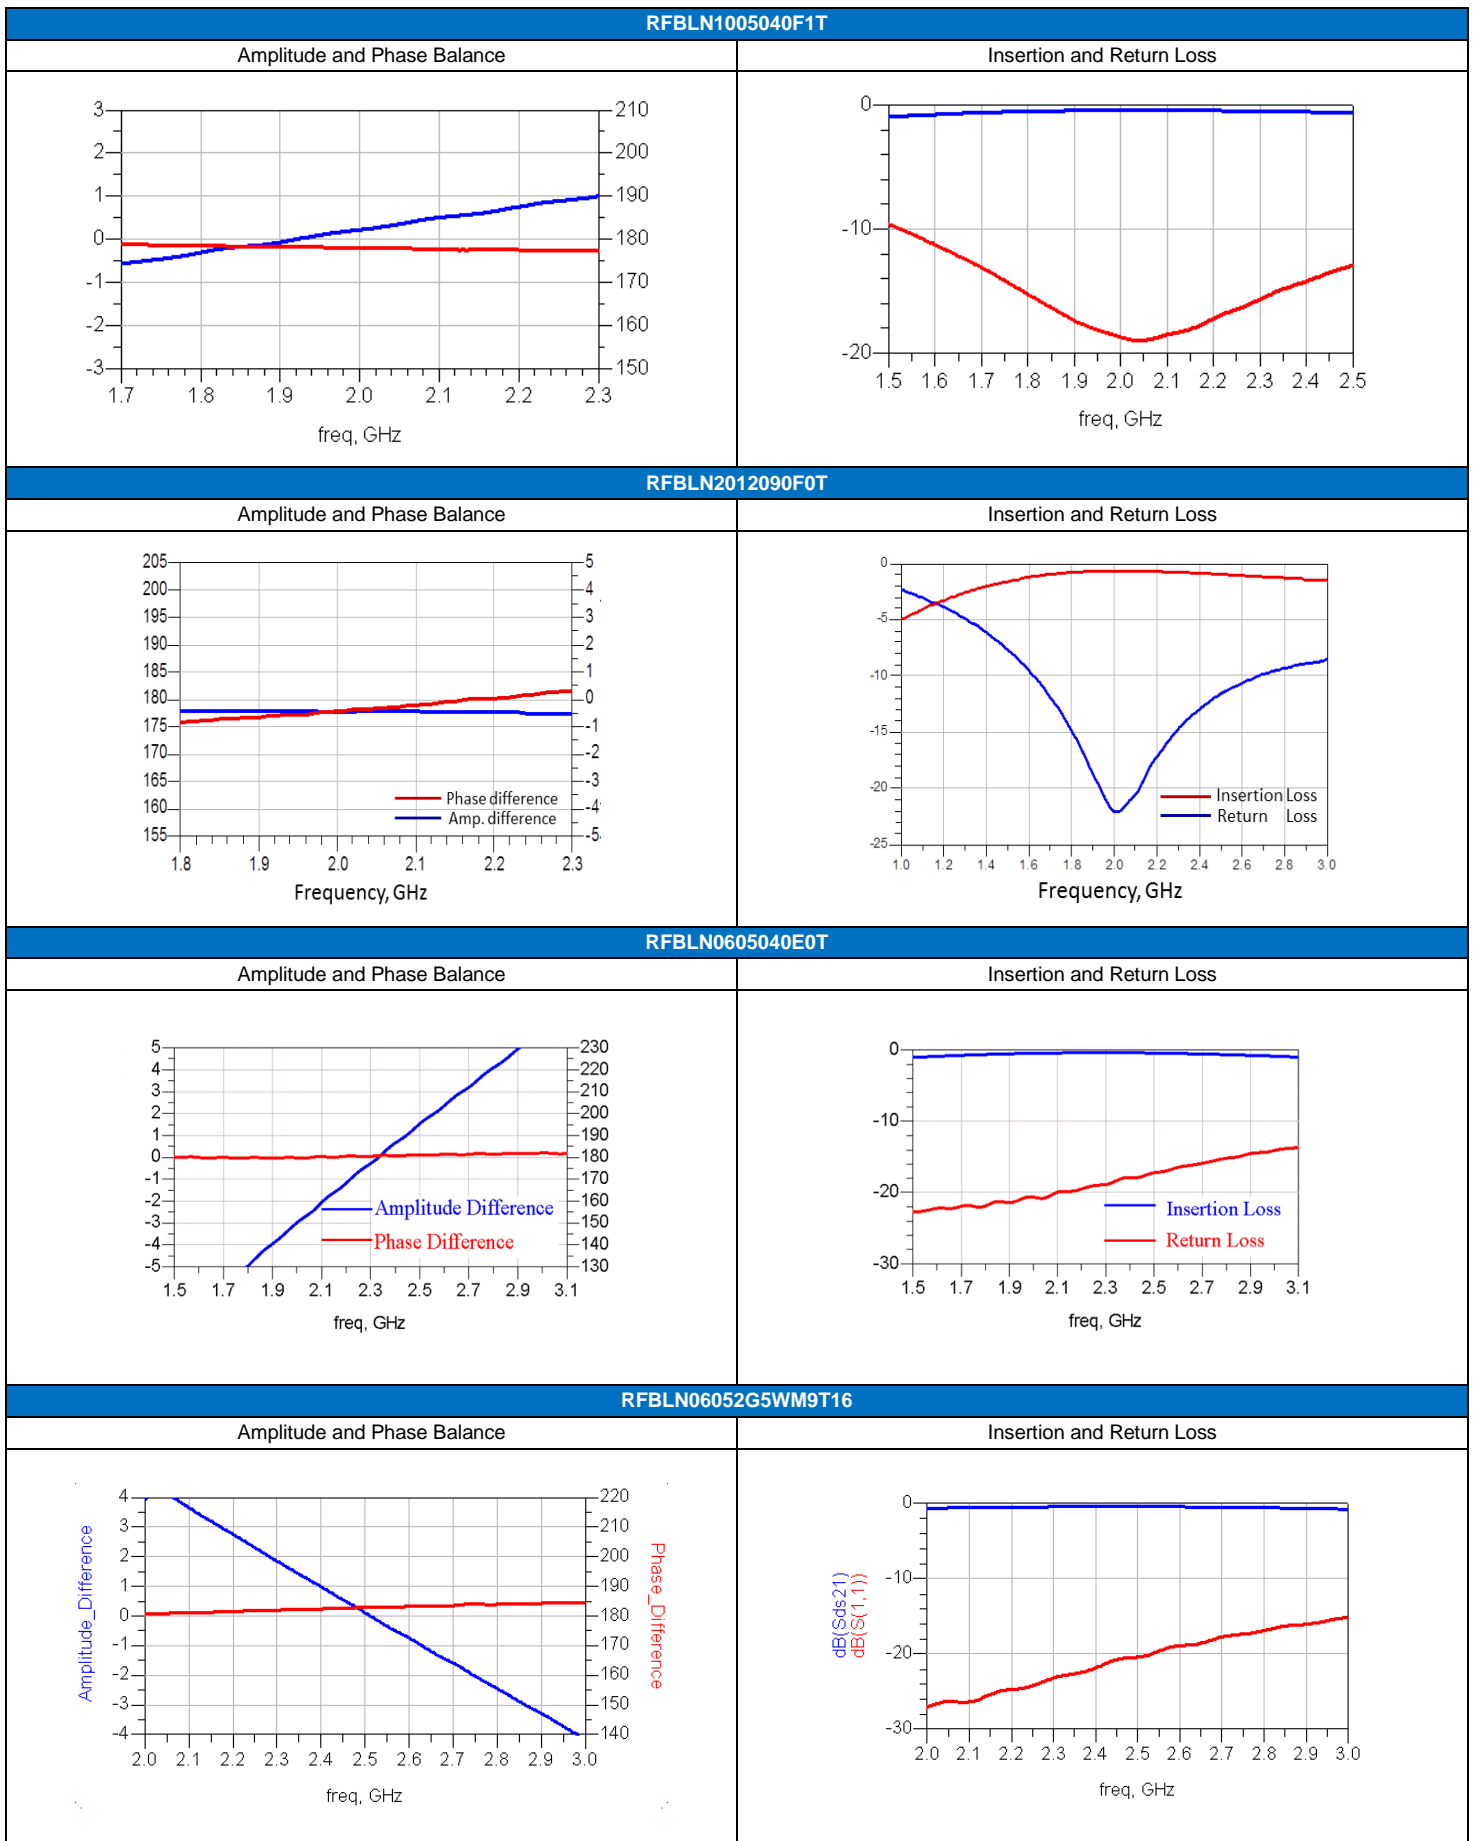 RFBLN1005040F1T
Amplitude and Phase Balance
Insertion and Return Loss
3
2
1
0
-1
-2
-3
210
200
190
180
170
160
150
1.7 1.8 1.9 2.0 2.1 2.2 2.3
freq, GHz
0
-10
-20
1.5 1.6 1.7 1.8 1.9 2.0 2.1 2.2 2.3 2.4 2.5
freq, GHz
RFBLN2012090F0T
Amplitude and Phase Balance
Insertion and Return Loss
205
200
195
190
185
180
175
170
165
160
155
5
4
3
2
1
0
-1
-2
-3
-4
-5
Phase difference
Amp. difference
1.8 1.9 2.0 2.1 2.2 2.3
Frequency, GHz
0
-5
-10
-15
-20
-25
Insertion Loss
Return Loss
1.0 1.2 1.4 1.6 1.8 2.0 2.2 2.4 2.6 2.8 3.0
Frequency, GHz
RFBLN0605040E0T
Amplitude and Phase Balance
Insertion and Return Loss
5
4
3
2
1
0
-1
-2
-3
-4
-5
230
220
210
200
190
180
170
160
150
140
130
Amplitude Difference
Phase Difference
1.5 1.7 1.9 2.1 2.3 2.5 2.7 2.9 3.1
freq, GHz
0
-10
-20
-30
Insertion Loss
Return Loss
1.5 1.7 1.9 2.1 2.3 2.5 2.7 2.9 3.1
freq, GHz
RFBLN06052G5WM9T16
Amplitude and Phase Balance
Insertion and Return Loss
Amplitude_Difference
4
3
2
1
0
-1
-2
-3
-4
220
210
200
190
180
170
160
150
140
Phase_Difference
2.0 2.1 2.2 2.3 2.4 2.5 2.6 2.7 2.8 2.9 3.0
freq, GHz
dB(Sds21)
dB(S(1,1))
0
-10
-20
-30
2.0 2.1 2.2 2.3 2.4 2.5 2.6 2.7 2.8 2.9 3.0
freq, GHz